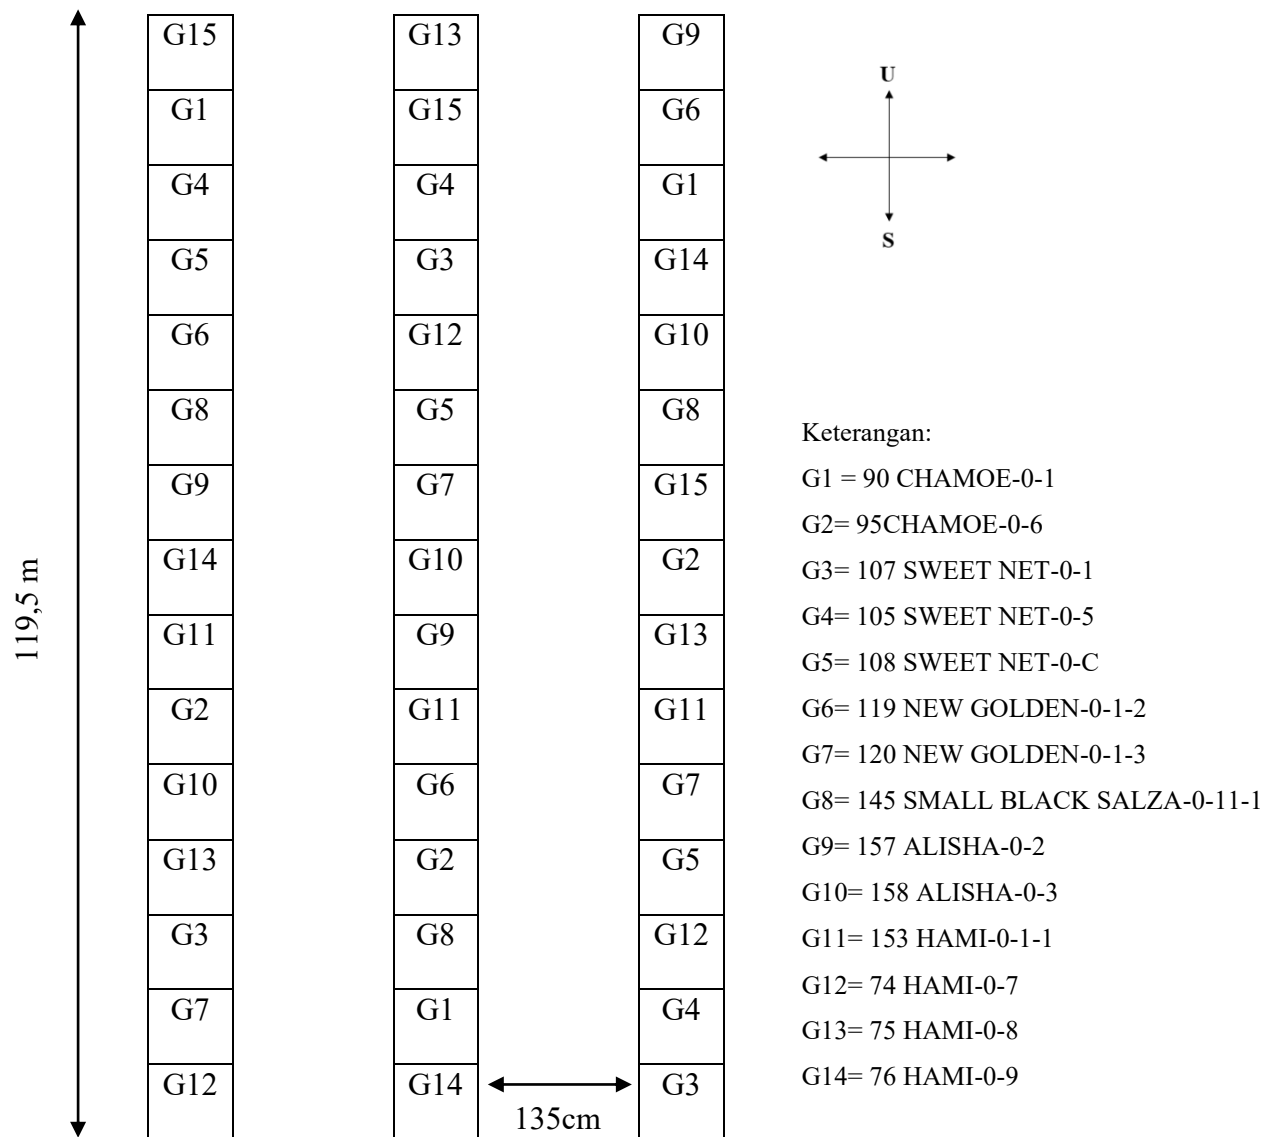 G15 G13 G9
G1 G15 G6
G4 G4 G1
G5 G3 G14
G6 G12 G10
G8 G5 G8
G9 G7 G15
G14 G10 G2
G11 G9 G13
G2 G11 G11
G10 G6 G7
G13 G2 G5
G3 G8 G12
G7 G1 G4
G12 G14 G3
119,5 m
135cm
U
S
Keterangan:
G1 = 90 CHAMOE-0-1
G2= 95CHAMOE-0-6
G3= 107 SWEET NET-0-1
G4= 105 SWEET NET-0-5
G5= 108 SWEET NET-0-C
G6= 119 NEW GOLDEN-0-1-2
G7= 120 NEW GOLDEN-0-1-3
G8= 145 SMALL BLACK SALZA-0-11-1
G9= 157 ALISHA-0-2
G10= 158 ALISHA-0-3
G11= 153 HAMI-0-1-1
G12= 74 HAMI-0-7
G13= 75 HAMI-0-8
G14= 76 HAMI-0-9